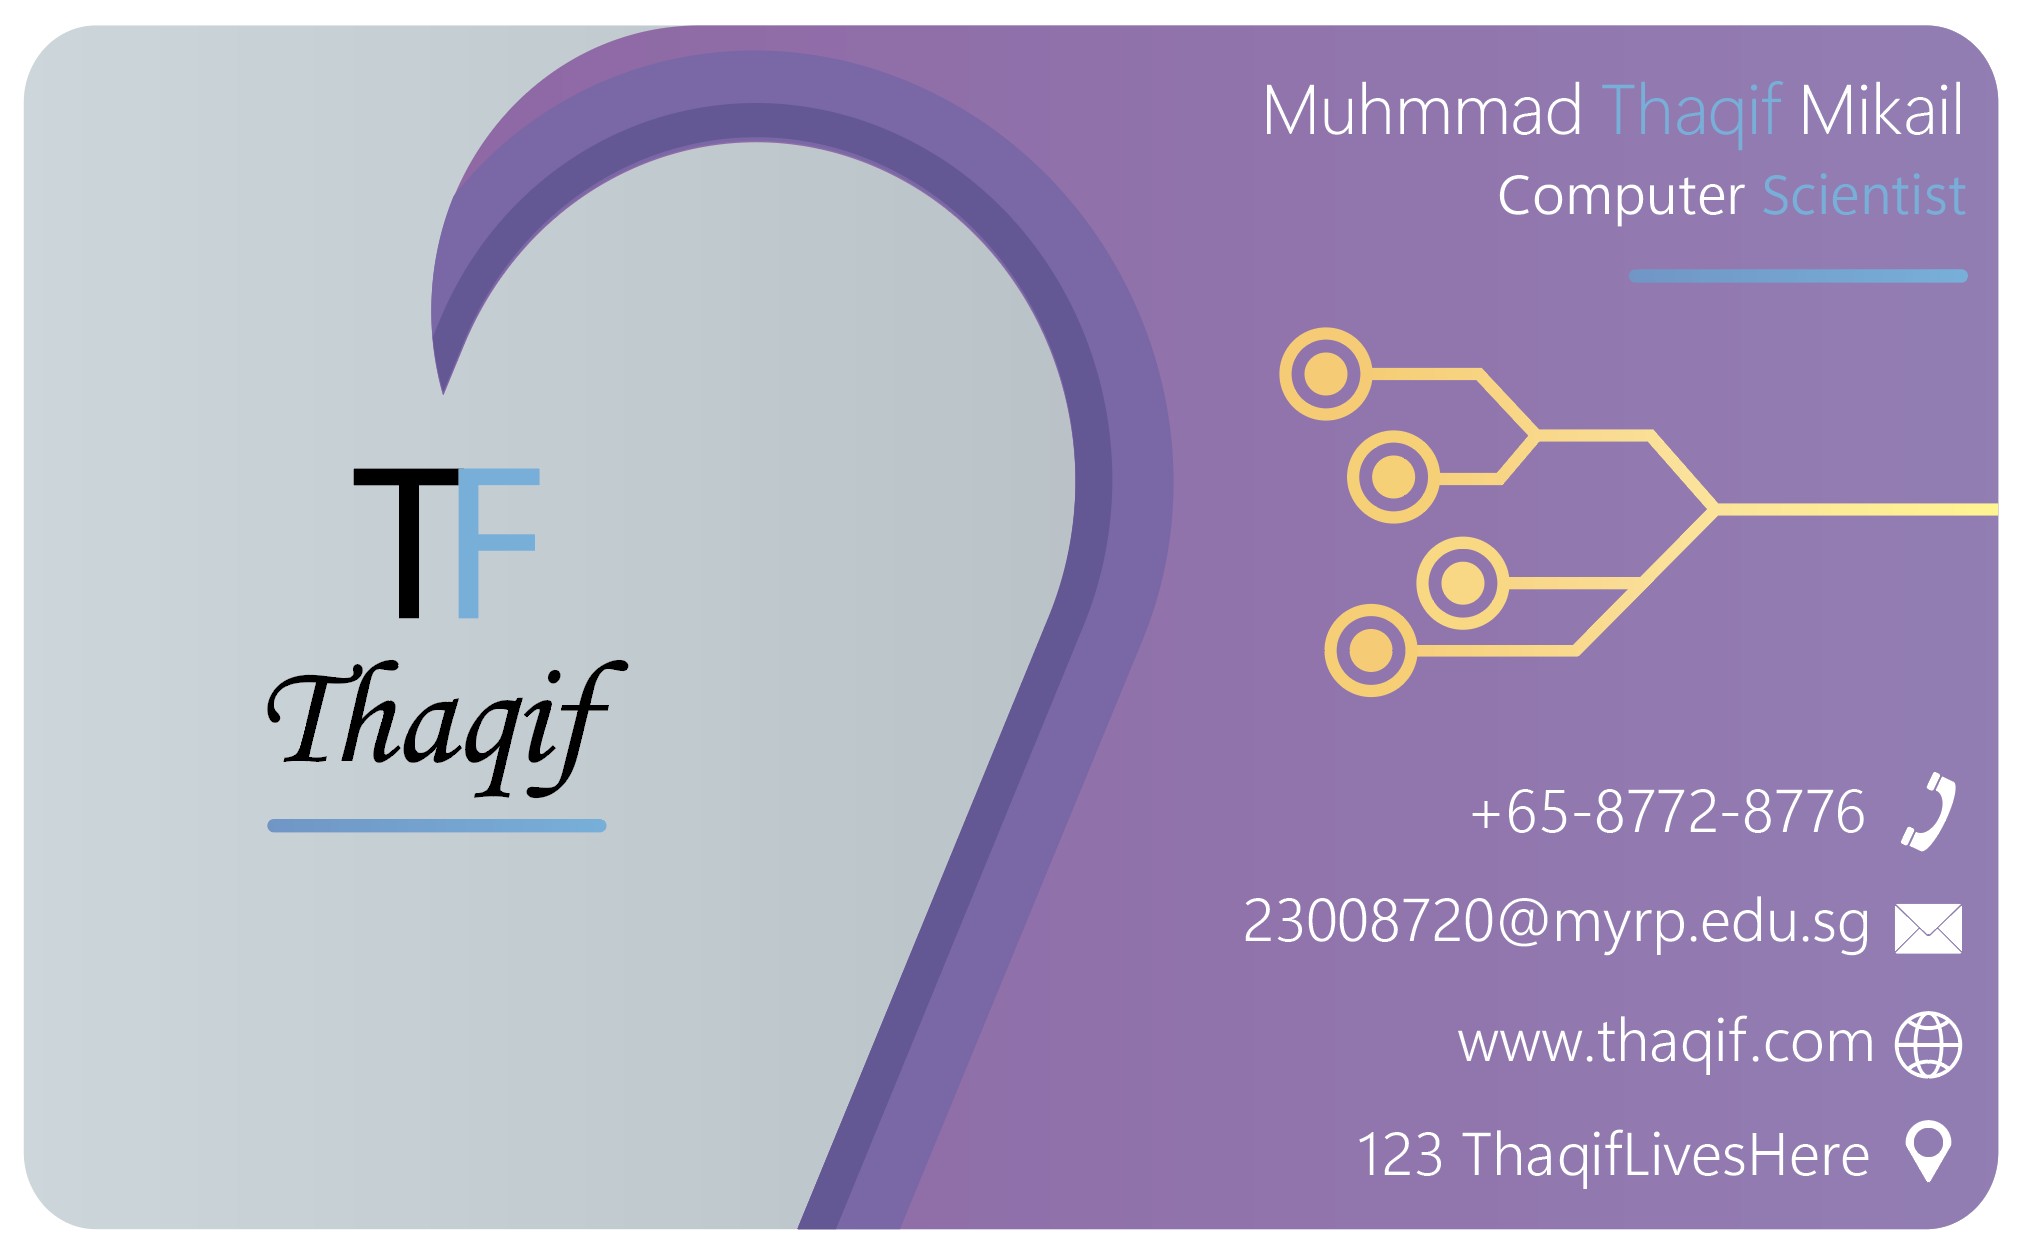 TF
Thaqif
Muhmmad Thaqif Mikail
Computer Scientist
+65-8772-8776
23008720@myrp.edu.sg
www.thaqif.com
123 ThaqifLivesHere